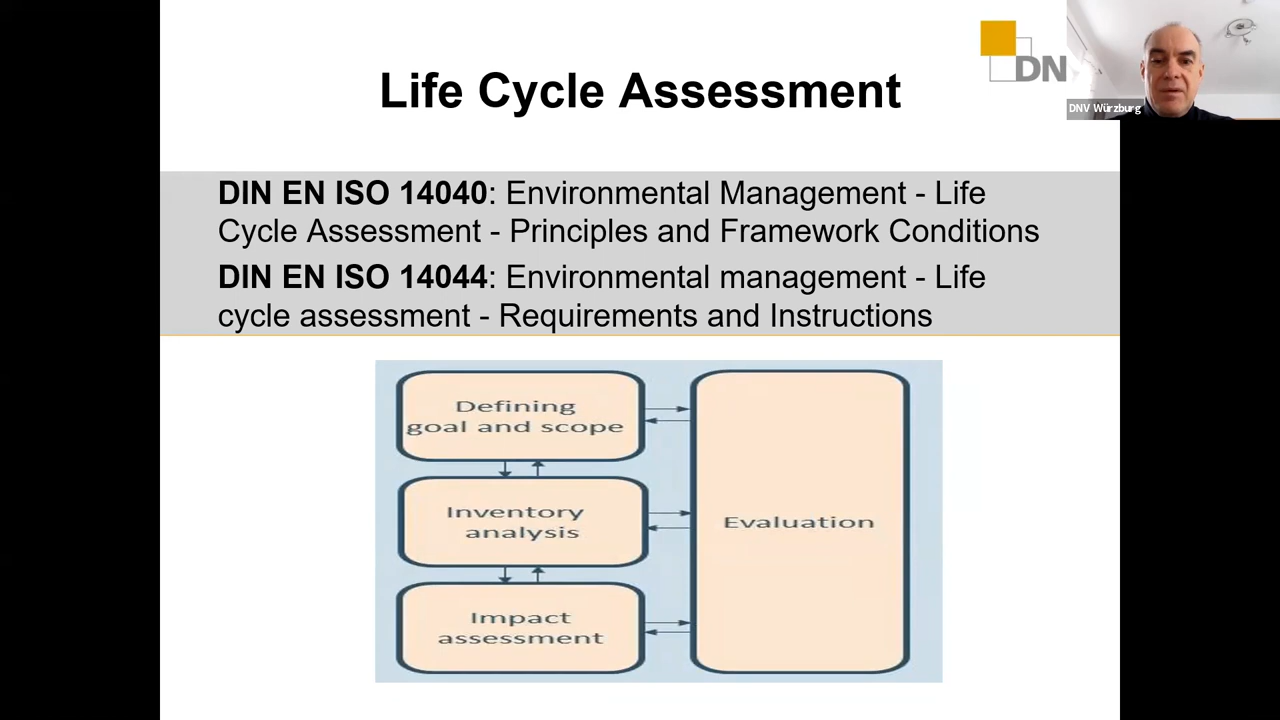 Life Cycle Assessment
DN
DNV Würzburg
DIN EN ISO 14040: Environmental Management - Life
Cycle Assessment - Principles and Framework Conditions
DIN EN ISO 14044: Environmental management - Life
cycle assessment - Requirements and Instructions
Defining
goal and scope
Inventory
analysis
Impact
assessment
Evaluation